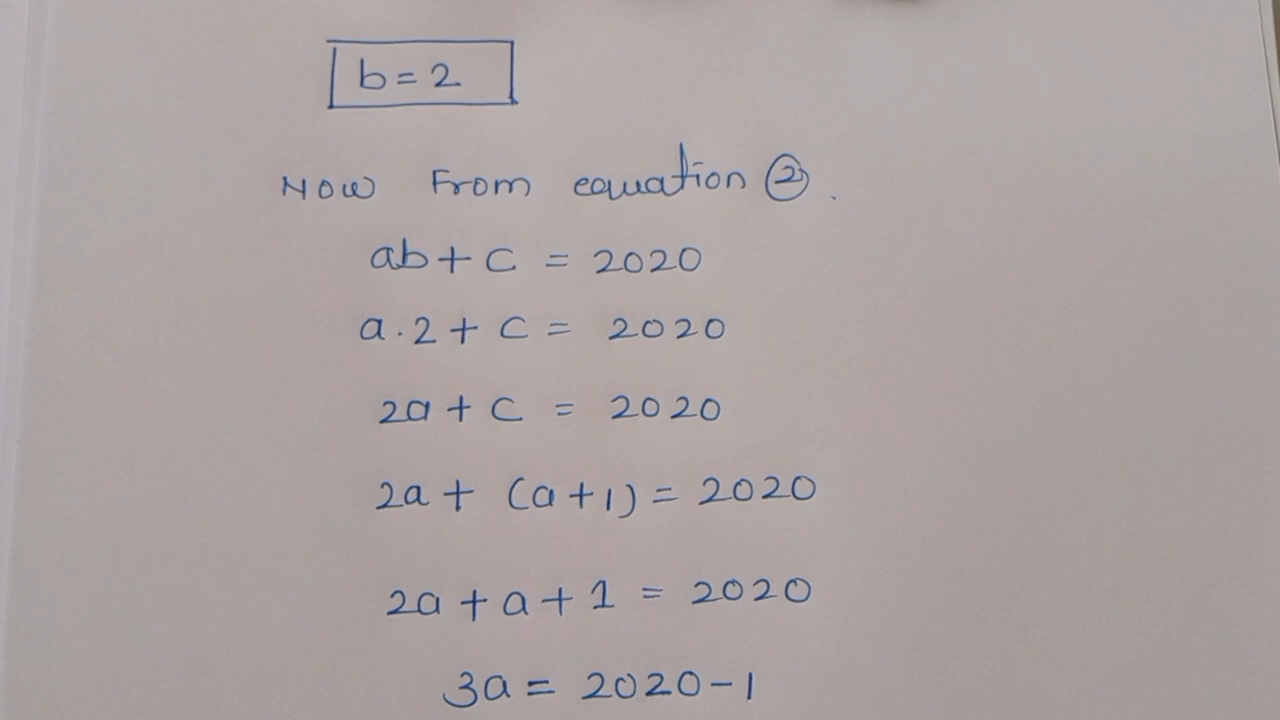 b = 2
Now From equation ②.
ab + c = 2020
a . 2 + c = 2020
2a + c = 2020
2a + (a + 1) = 2020
2a + a + 1 = 2020
3a = 2020 - 1